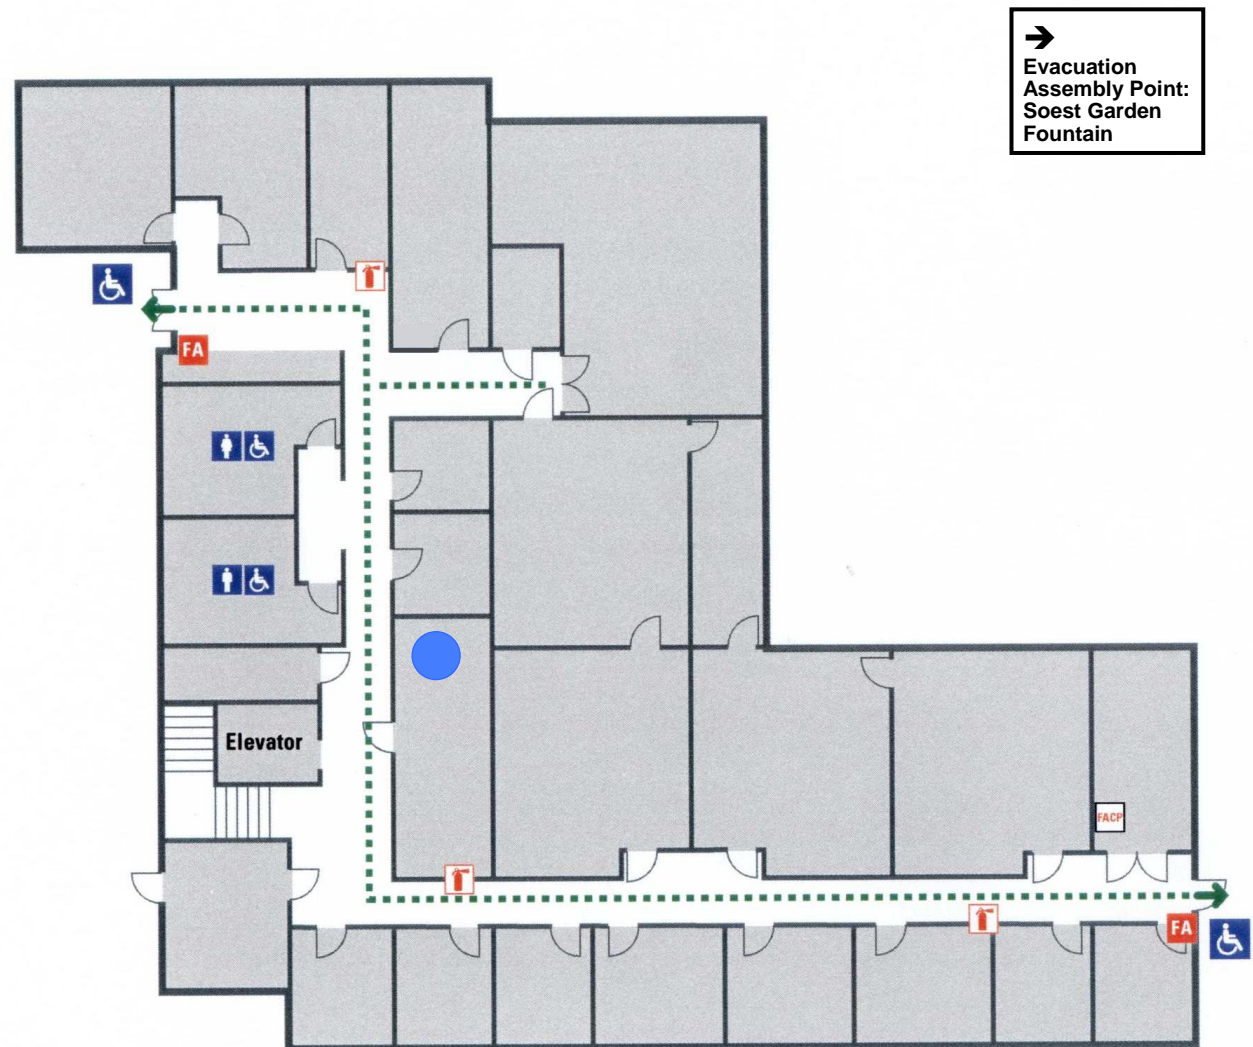 ➔
Evacuation
Assembly Point:
Soest Garden
Fountain
FA
Elevator
FACP
FA